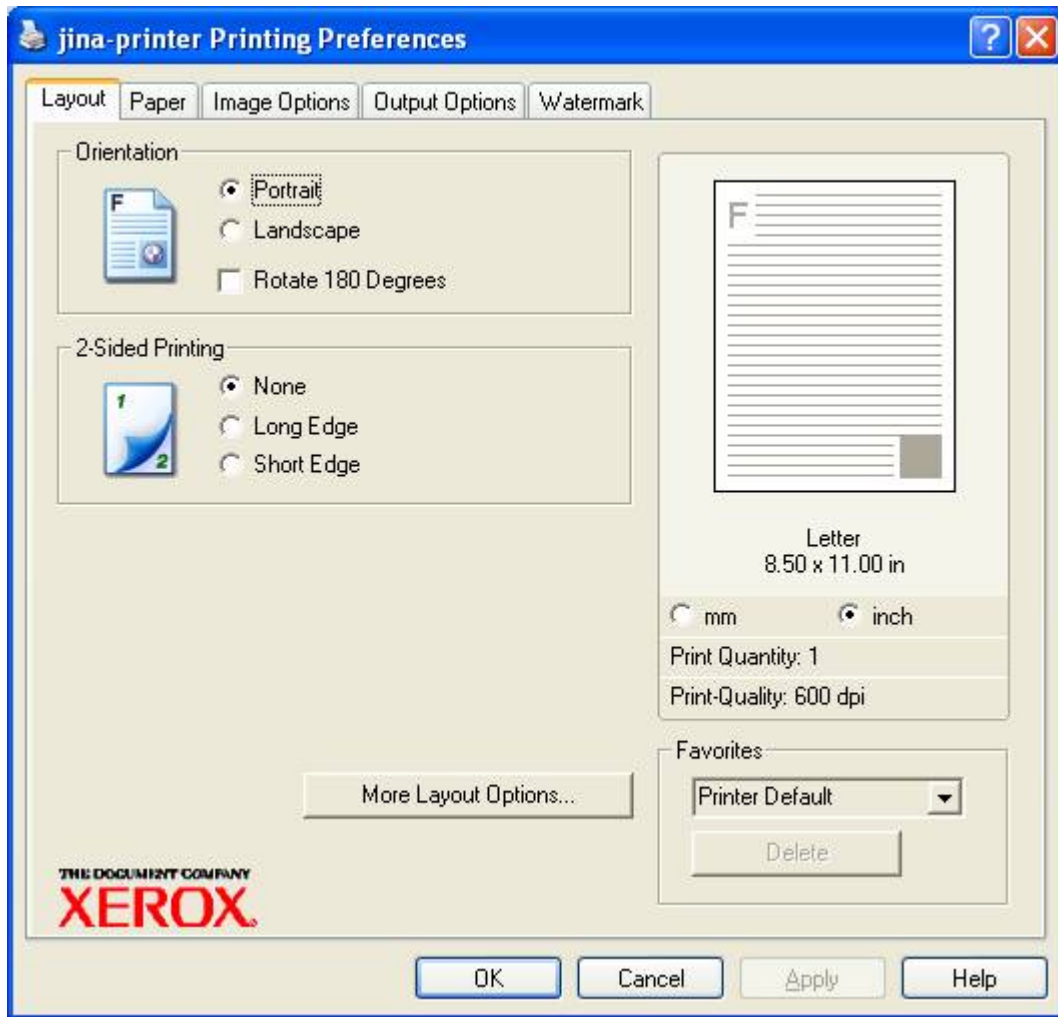 jina-printer Printing Preferences
Layout Paper Image Options Output Options Watermark
Orientation
F
Portrait
Landscape
Rotate 180 Degrees
2-Sided Printing
1
2
None
Long Edge
Short Edge
More Layout Options...
THE DOCUMENT COMPANY
XEROX®
F
Letter
8.50 x 11.00 in
mm inch
Print Quantity: 1
Print-Quality: 600 dpi
Favorites
Printer Default
Delete
OK Cancel Apply Help